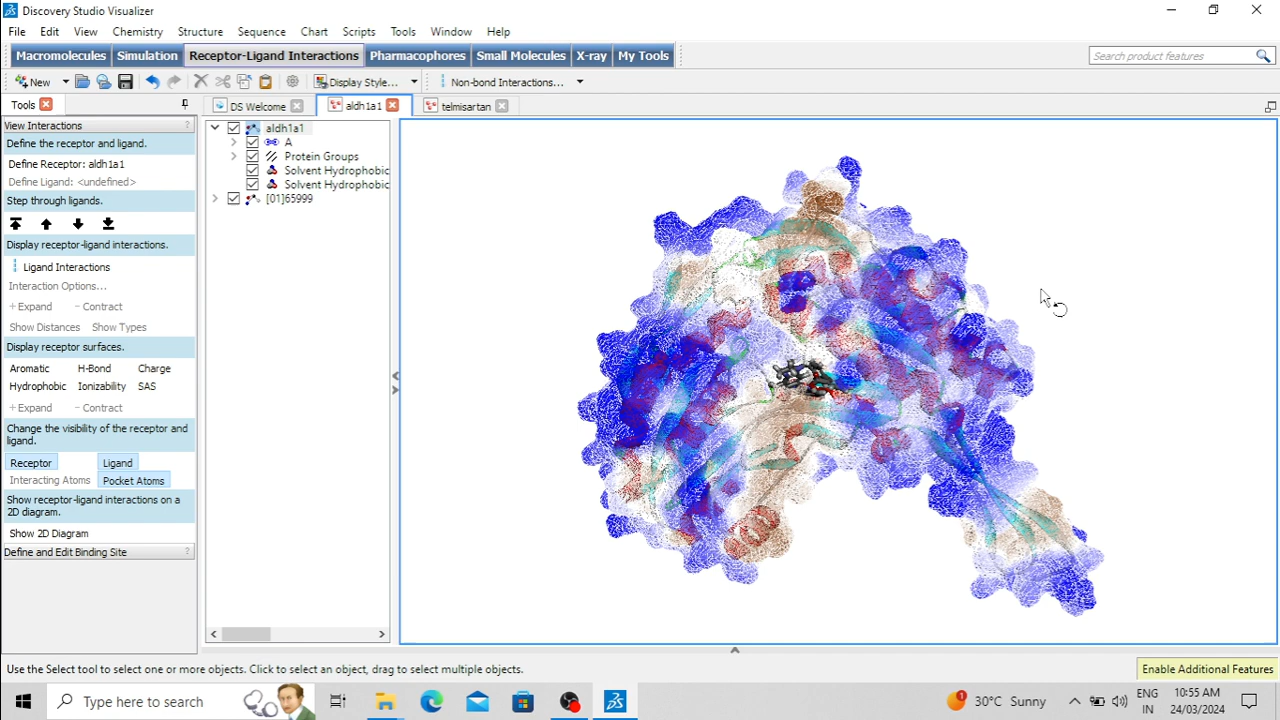 Discovery Studio Visualizer
File Edit View Chemistry Structure Sequence Chart Scripts Tools Window Help
Macromolecules Simulation Receptor-Ligand Interactions Pharmacophores Small Molecules X-ray My Tools
Search product features
New Display Style... Non-bond Interactions...
Tools
DS Welcome aldh1a1 telmisartan
View Interactions ?
Define the receptor and ligand.
Define Receptor: aldh1a1
Define Ligand: <undefined>
Step through ligands.
Display receptor-ligand interactions.
Ligand Interactions
Interaction Options...
+ Expand - Contract
Show Distances Show Types
Display receptor surfaces.
Aromatic H-Bond Charge
Hydrophobic Ionizability SAS
+ Expand - Contract
Change the visibility of the receptor and
ligand.
Receptor Ligand
Interacting Atoms Pocket Atoms
Show receptor-ligand interactions on a
2D diagram.
Show 2D Diagram
Define and Edit Binding Site ?
aldh1a1
A
Protein Groups
Solvent Hydrophobic
Solvent Hydrophobic
[01]65999
Use the Select tool to select one or more objects. Click to select an object, drag to select multiple objects.
Enable Additional Features
Type here to search
1
30°C Sunny
ENG
IN
10:55 AM
24/03/2024